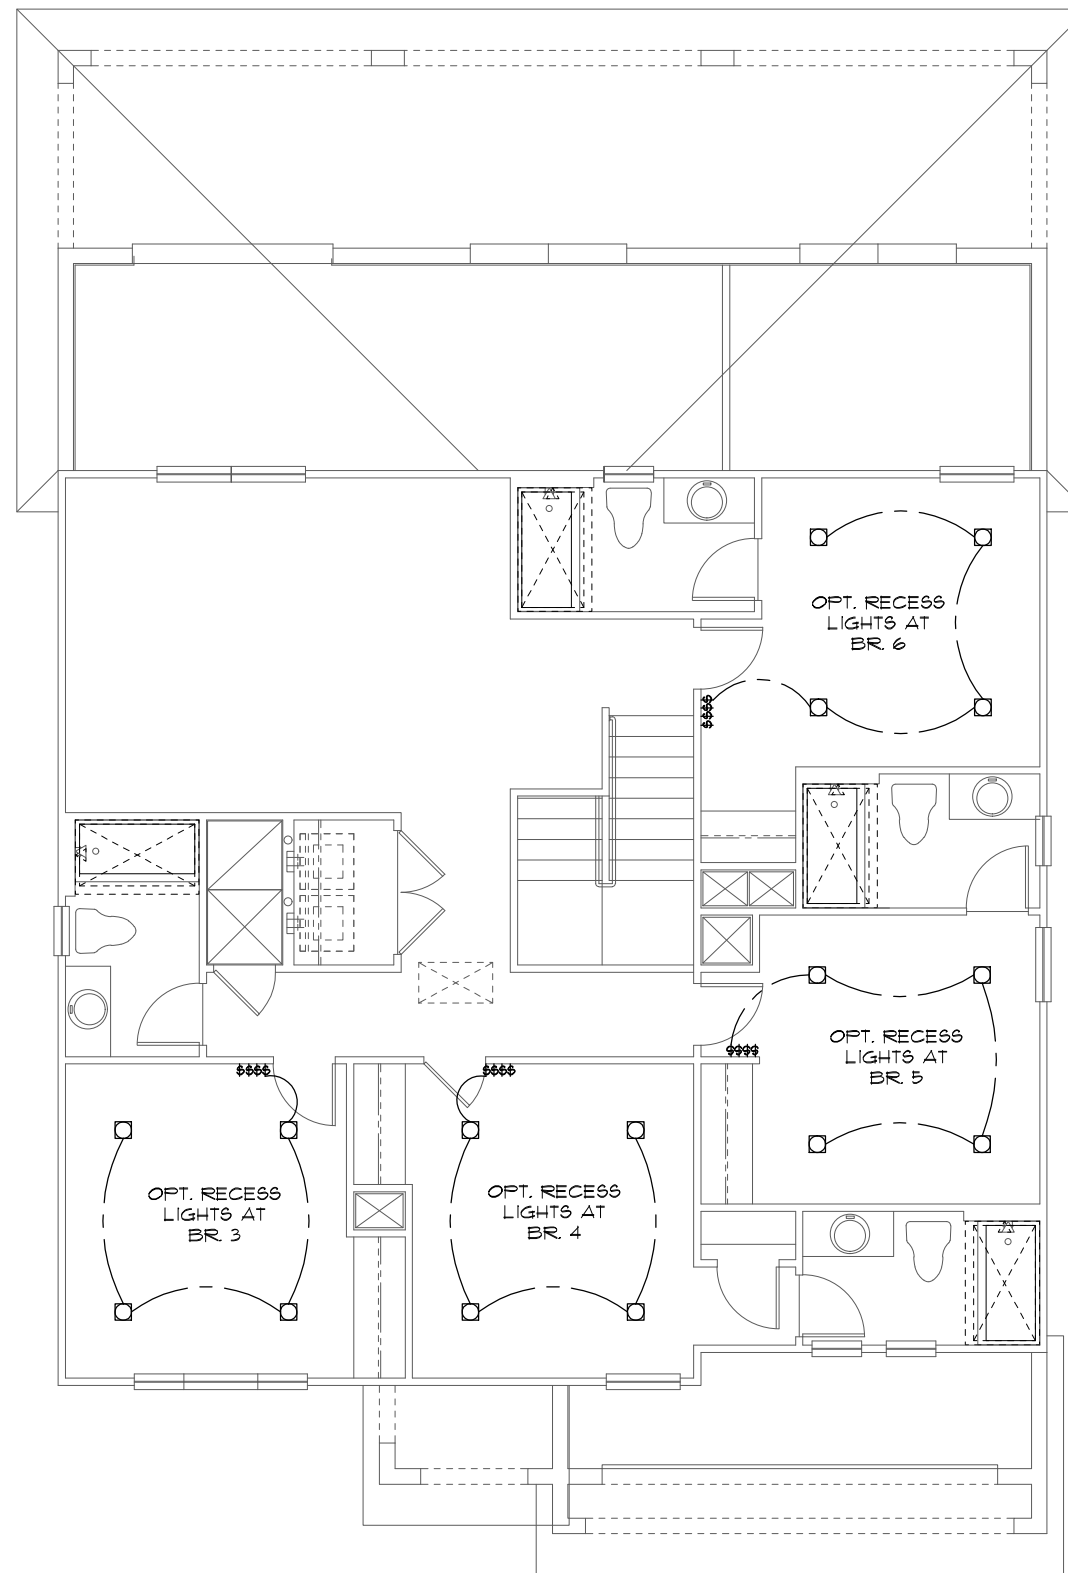 OPT. RECESS
LIGHTS AT
BR. 6
$$$$
OPT. RECESS
LIGHTS AT
BR. 5
$$$$
$$$$
$$$$
OPT. RECESS
LIGHTS AT
BR. 3
OPT. RECESS
LIGHTS AT
BR. 4